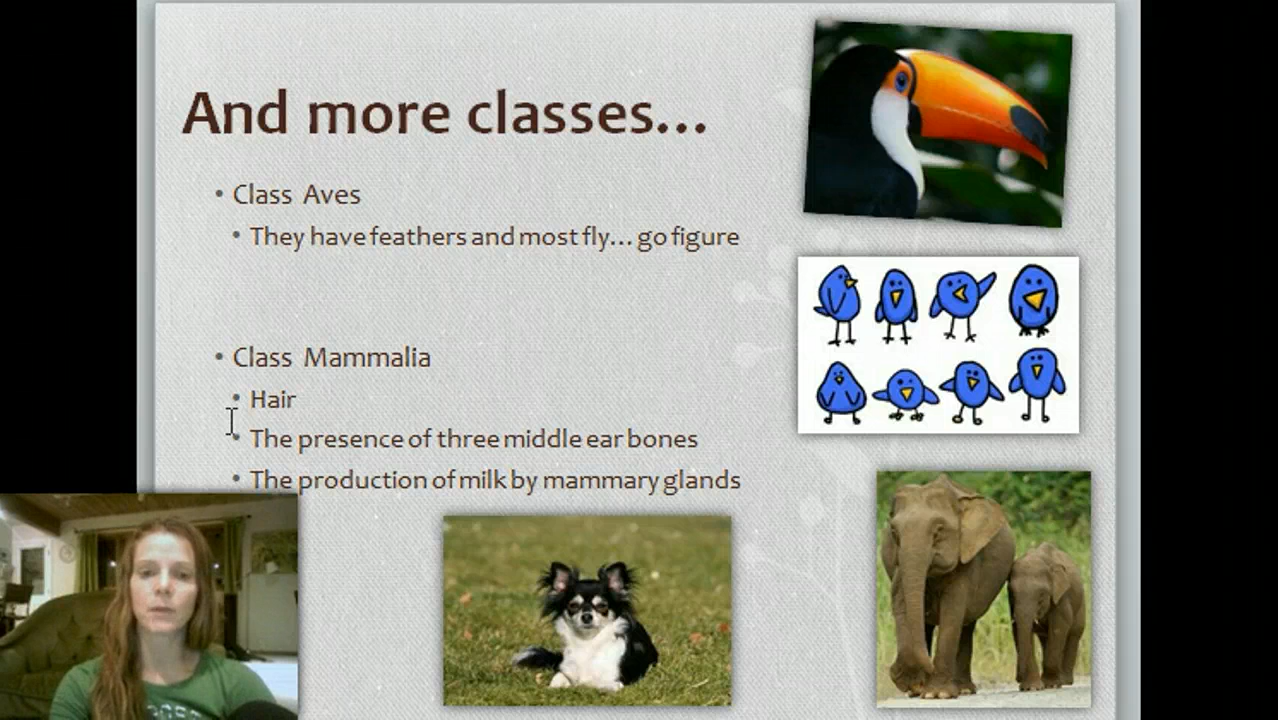 And more classes...
• Class Aves
• They have feathers and most fly... go figure
• Class Mammalia
• Hair
• The presence of three middle ear bones
• The production of milk by mammary glands